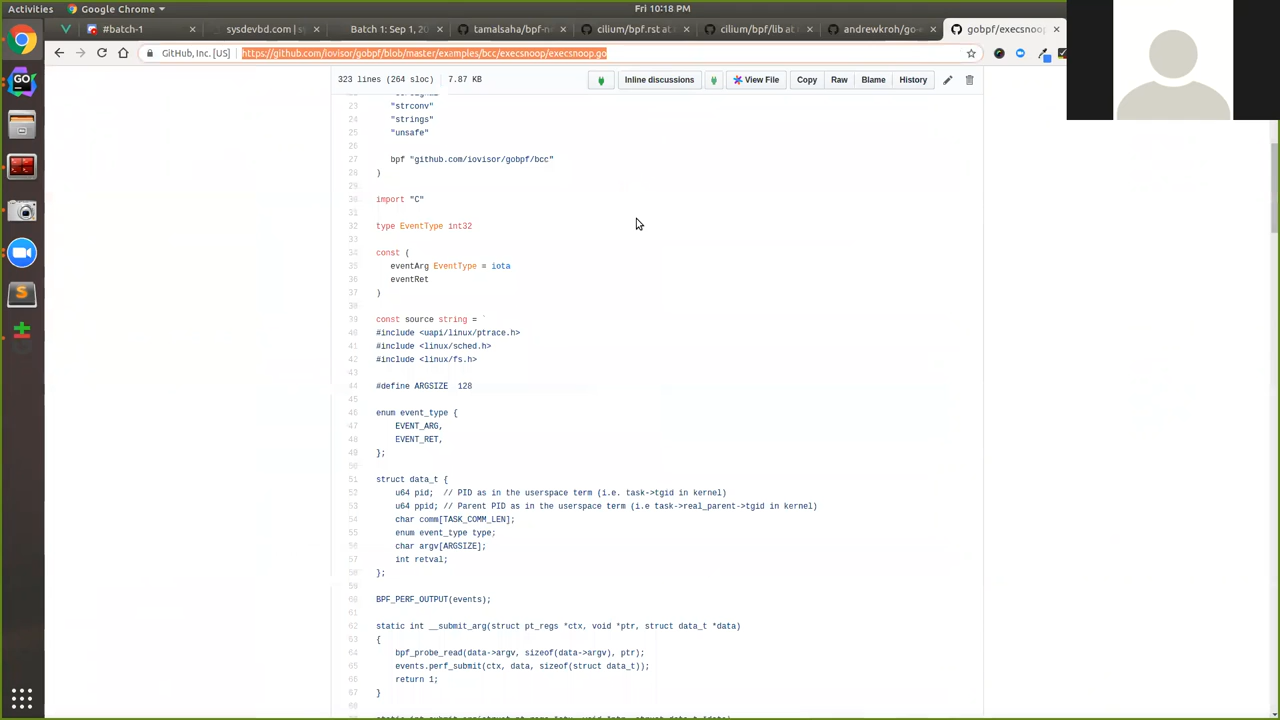 Activities
Google Chrome
Fri 10:18 PM
#batch-1
sysdevbd.com | sy
Batch 1: Sep 1, 20
tamalsaha/bpf-n
cilium/bpf.rst at
cilium/bpf/lib at
andrewkroh/go-e
gobpf/execsnoop
GitHub, Inc. [US]
https://github.com/iovisor/gobpf/blob/master/examples/bcc/execsnoop/execsnoop.go
323 lines (264 sloc)
7.87 KB
Inline discussions
View File
Copy
Raw
Blame
History
23 "strconv"
24 "strings"
25 "unsafe"
26
27 bpf "github.com/iovisor/gobpf/bcc"
28 )
29
30 import "C"
31
32 type EventType int32
33
34 const (
35 eventArg EventType = iota
36 eventRet
37 )
38
39 const source string = `
40 #include <uapi/linux/ptrace.h>
41 #include <linux/sched.h>
42 #include <linux/fs.h>
43
44 #define ARGSIZE  128
45
46 enum event_type {
47 EVENT_ARG,
48 EVENT_RET,
49 };
50
51 struct data_t {
52 u64 pid;  // PID as in the userspace term (i.e. task->tgid in kernel)
53 u64 ppid; // Parent PID as in the userspace term (i.e task->real_parent->tgid in kernel)
54 char comm[TASK_COMM_LEN];
55 enum event_type type;
56 char argv[ARGSIZE];
57 int retval;
58 };
59
60 BPF_PERF_OUTPUT(events);
61
62 static int __submit_arg(struct pt_regs *ctx, void *ptr, struct data_t *data)
63 {
64 bpf_probe_read(data->argv, sizeof(data->argv), ptr);
65 events.perf_submit(ctx, data, sizeof(struct data_t));
66 return 1;
67 }
68